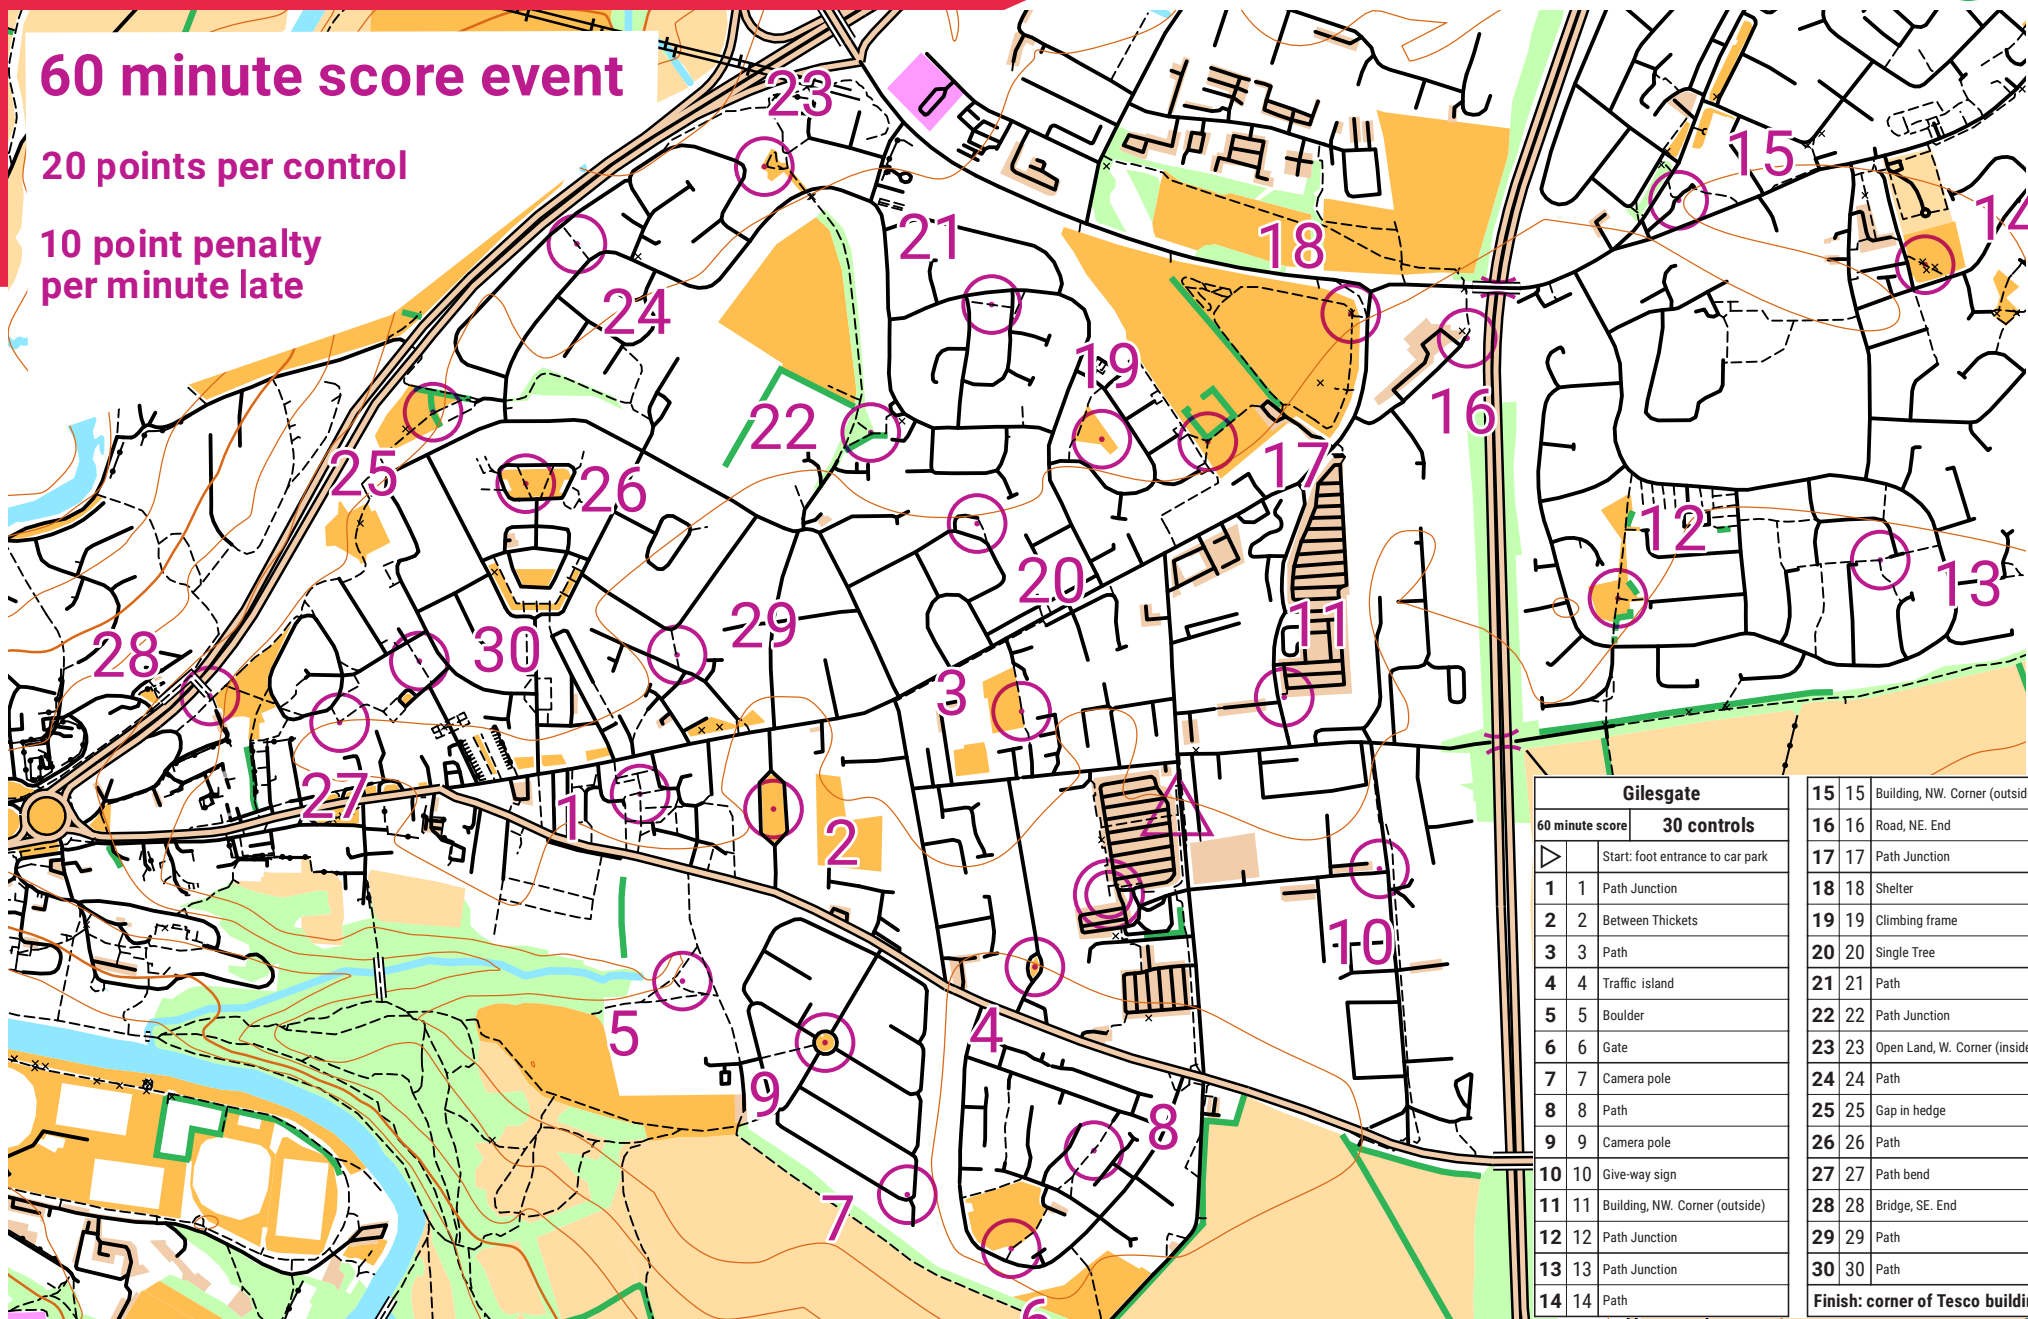 60 minute score event
20 points per control
10 point penalty
per minute late
23
15
14
21
18
24
19
16
22
17
25
26
12
20
13
11
29
28
30
3
27
1
2
10
5
4
9
8
7
6
Gilesgate
60 minute score 30 controls
Start: foot entrance to car park
1 1 Path Junction
2 2 Between Thickets
3 3 Path
4 4 Traffic island
5 5 Boulder
6 6 Gate
7 7 Camera pole
8 8 Path
9 9 Camera pole
10 10 Give-way sign
11 11 Building, NW. Corner (outside)
12 12 Path Junction
13 13 Path Junction
14 14 Path
15 15 Building, NW. Corner (outsid
16 16 Road, NE. End
17 17 Path Junction
18 18 Shelter
19 19 Climbing frame
20 20 Single Tree
21 21 Path
22 22 Path Junction
23 23 Open Land, W. Corner (inside
24 24 Path
25 25 Gap in hedge
26 26 Path
27 27 Path bend
28 28 Bridge, SE. End
29 29 Path
30 30 Path
Finish: corner of Tesco buildin